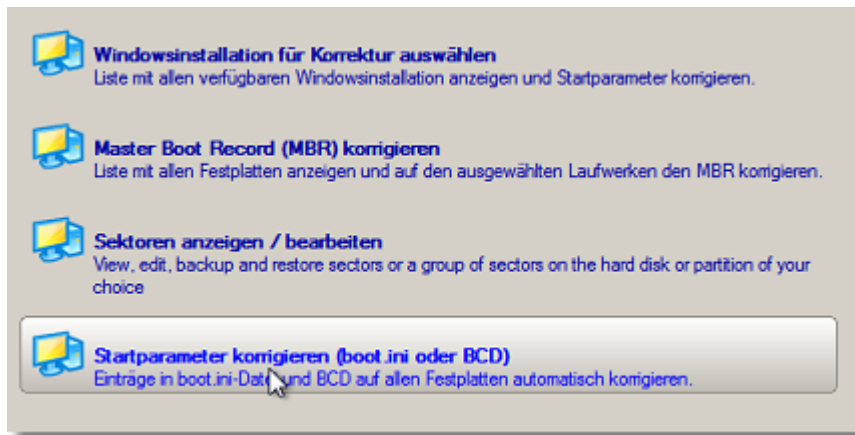 Windowsinstallation für Korrektur auswählen
Liste mit allen verfügbaren Windowsinstallation anzeigen und Startparameter korrigieren.
Master Boot Record (MBR) korrigieren
Liste mit allen Festplatten anzeigen und auf den ausgewählten Laufwerken den MBR korrigieren.
Sektoren anzeigen / bearbeiten
View, edit, backup and restore sectors or a group of sectors on the hard disk or partition of your
choice
Startparameter korrigieren (boot.ini oder BCD)
Einträge in boot.ini-Datei und BCD auf allen Festplatten automatisch korrigieren.